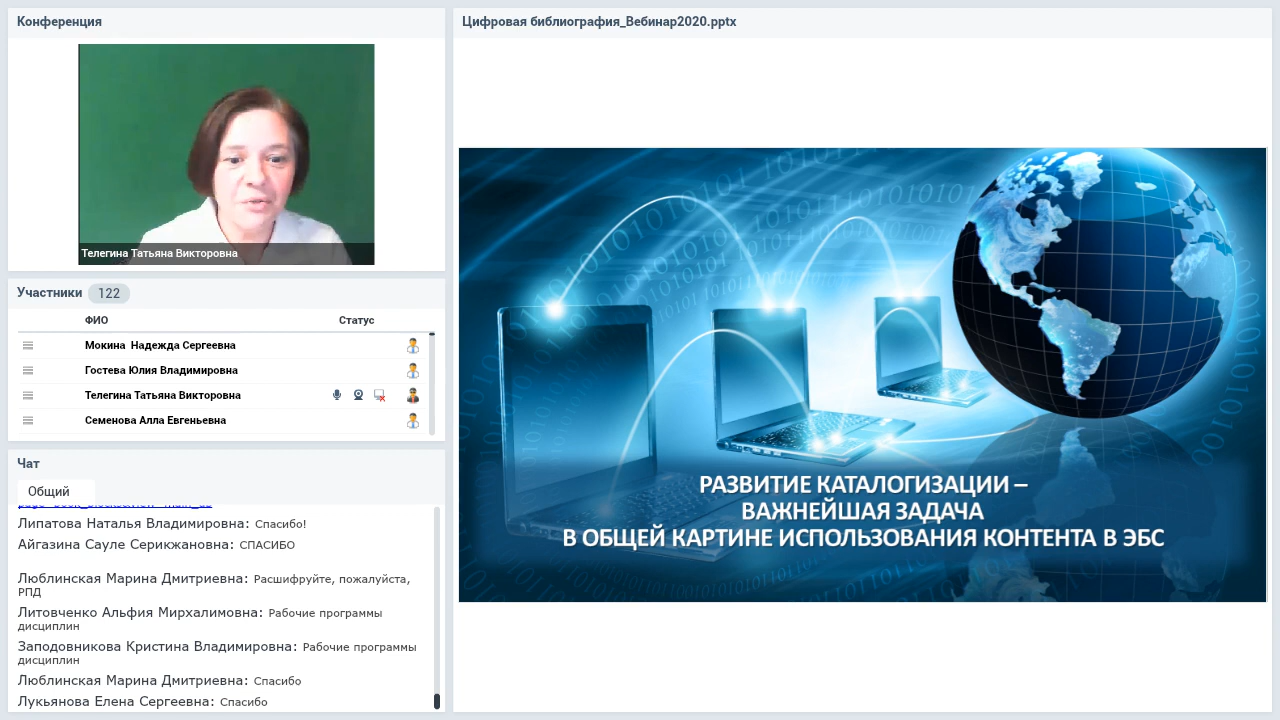 Конференция
Телегина Татьяна Викторовна
Участники 122
ФИО Статус
Мокина Надежда Сергеевна
Гостева Юлия Владимировна
Телегина Татьяна Викторовна
Семенова Алла Евгеньевна
Чат
Общий
Липатова Наталья Владимировна: Спасибо!
Айгазина Сауле Серикжановна: СПАСИБО
Люблинская Марина Дмитриевна: Расшифруйте, пожалуйста,
РПД
Литовченко Альфия Мирхалимовна: Рабочие программы
дисциплин
Заподовникова Кристина Владимировна: Рабочие программы
дисциплин
Люблинская Марина Дмитриевна: Спасибо
Лукьянова Елена Сергеевна: Спасибо
Цифровая библиография_Вебинар2020.pptx
РАЗВИТИЕ КАТАЛОГИЗАЦИИ –
ВАЖНЕЙШАЯ ЗАДАЧА
В ОБЩЕЙ КАРТИНЕ ИСПОЛЬЗОВАНИЯ КОНТЕНТА В ЭБС